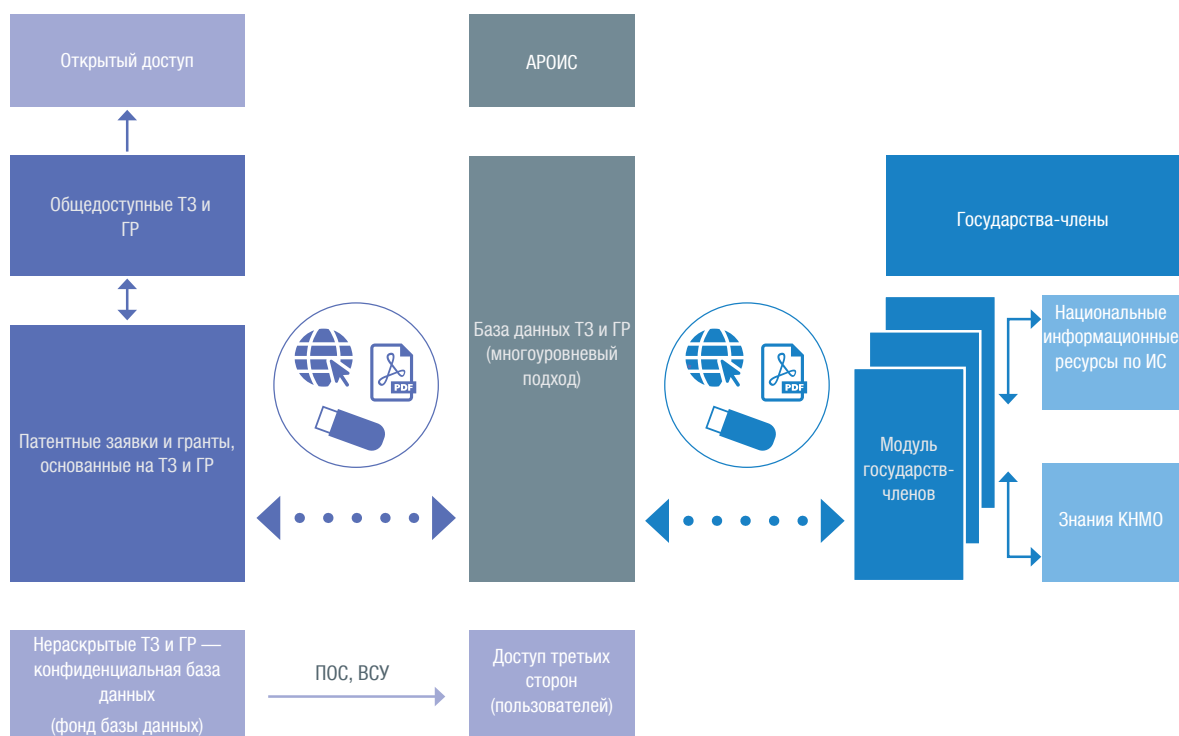 Открытый доступ
АРОИС
Общедоступные ТЗ и
ГР
Государства-члены
Патентные заявки и гранты,
основанные на ТЗ и ГР
PDF
База данных ТЗ и ГР
(многоуровневый
подход)
PDF
Модуль
государств-
членов
Национальные
информационные
ресурсы по ИС
Знания КНМО
Нераскрытые ТЗ и ГР —
конфиденциальная база
данных
(фонд базы данных)
ПОС, ВСУ
Доступ третьих
сторон
(пользователей)